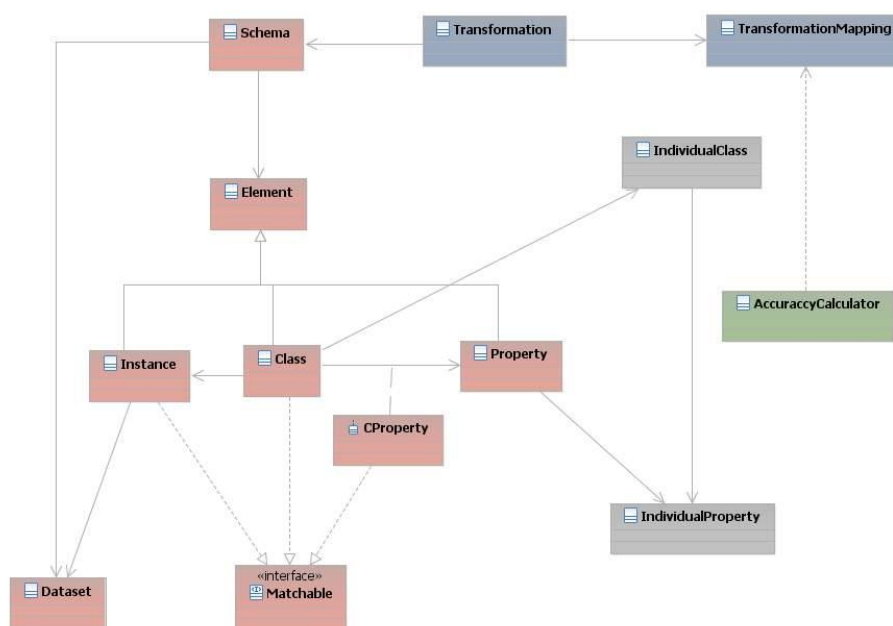 Schema
Transformation
TransformationMapping
IndividualClass
Element
AccuraccyCalculator
Instance
Class
Property
CProperty
IndividualProperty
Dataset
«interface»
Matchable